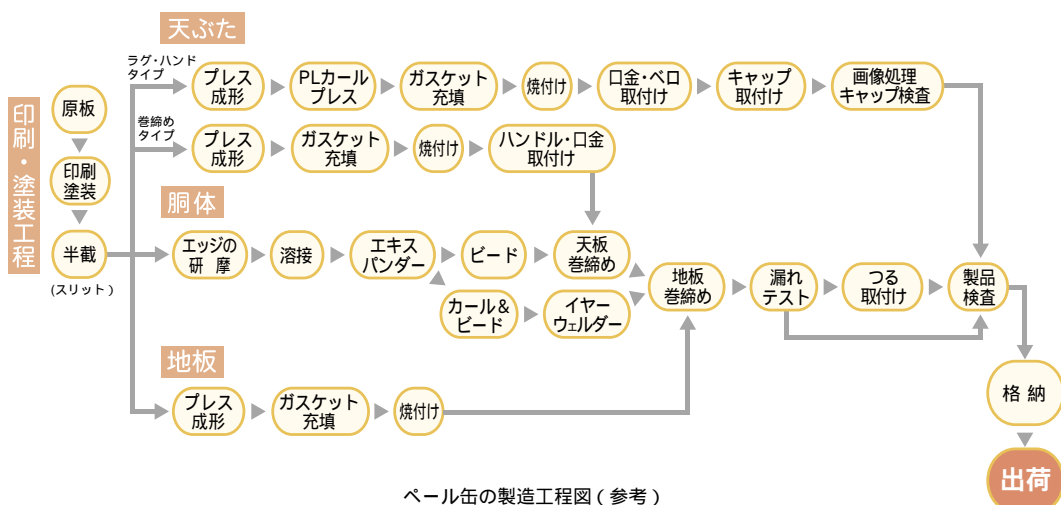 天ぶた
ラグ・ハンド
タイプ
プレス
成形
PLカール
プレス
ガスケット
充填
焼付け
口金・ベロ
取付け
キャップ
取付け
画像処理
キャップ検査
巻締め
タイプ
プレス
成形
ガスケット
充填
焼付け
ハンドル・口金
取付け
印刷・塗装工程
原板
印刷
塗装
半截
(スリット)
胴体
エッジの
研 摩
溶接
エキス
パンダー
ビード
天板
巻締め
カール＆
ビード
イヤー
ウェルダー
地板
巻締め
漏れ
テスト
つる
取付け
製品
検査
地板
プレス
成形
ガスケット
充填
焼付け
格 納
出荷
ペール缶の製造工程図(参考)